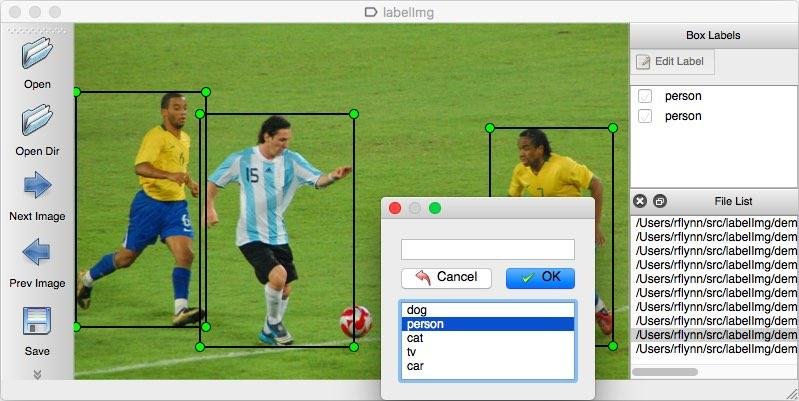 labelImg
Open
Open Dir
Next Image
Prev Image
Save
15
6
7
Cancel
OK
dog
person
cat
tv
car
Box Labels
Edit Label
person
person
File List
/Users/rflynn/src/labelImg/dem
/Users/rflynn/src/labelImg/dem
/Users/rflynn/src/labelImg/dem
/Users/rflynn/src/labelImg/dem
/Users/rflynn/src/labelImg/dem
/Users/rflynn/src/labelImg/dem
/Users/rflynn/src/labelImg/dem
/Users/rflynn/src/labelImg/dem
/Users/rflynn/src/labelImg/dem
/Users/rflynn/src/labelImg/dem